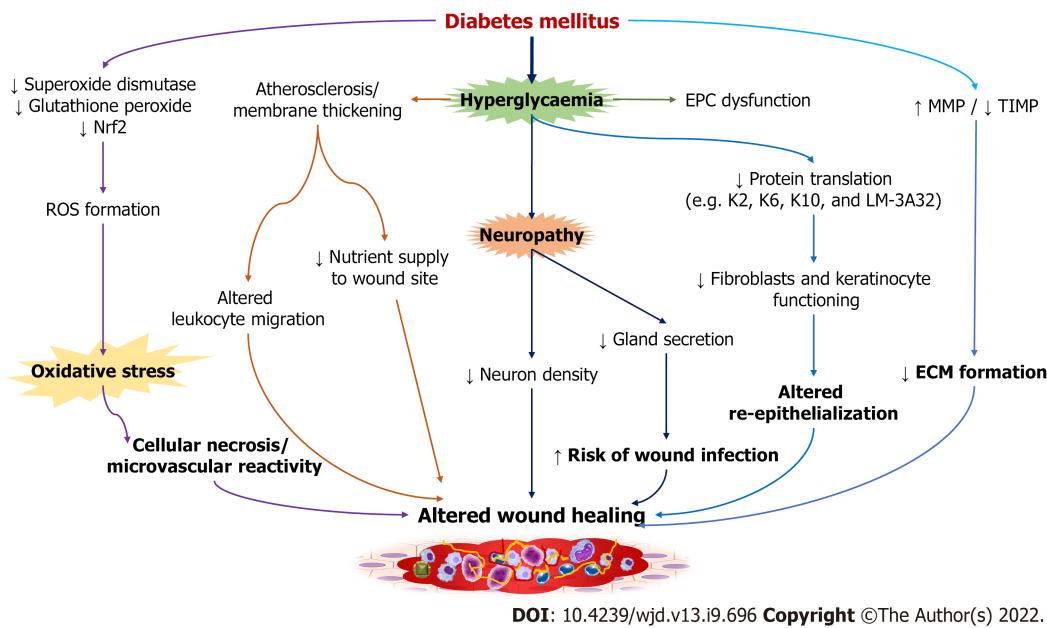 Diabetes mellitus
↓ Superoxide dismutase
↓ Glutathione peroxide
↓ Nrf2
ROS formation
Oxidative stress
Cellular necrosis/
microvascular reactivity
Atherosclerosis/
membrane thickening
Altered
leukocyte migration
↓ Nutrient supply
to wound site
Hyperglycaemia
EPC dysfunction
Neuropathy
↓ Neuron density
↓ Gland secretion
↑ Risk of wound infection
↓ Protein translation
(e.g. K2, K6, K10, and LM-3A32)
↓ Fibroblasts and keratinocyte
functioning
Altered
re-epithelialization
↑ MMP / ↓ TIMP
↓ ECM formation
Altered wound healing
DOI: 10.4239/wjd.v13.i9.696 Copyright ©The Author(s) 2022.